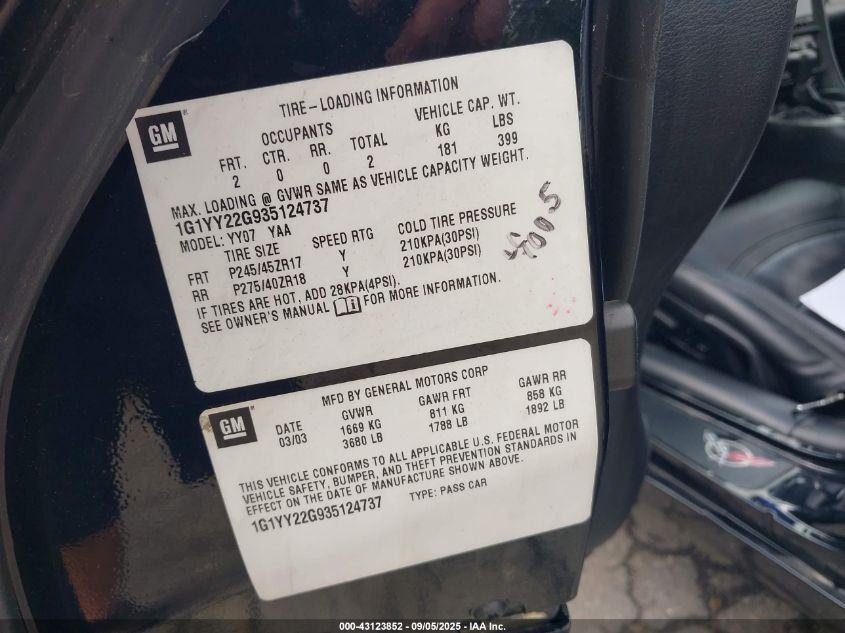 GM
TIRE-LOADING INFORMATION
OCCUPANTS VEHICLE CAP. WT.
FRT. CTR. RR. TOTAL KG LBS
2 0 0 2 181 399
MAX. LOADING @ GVWR SAME AS VEHICLE CAPACITY WEIGHT.
1G1YY22G935124737
MODEL: YY07 YAA
TIRE SIZE SPEED RTG COLD TIRE PRESSURE
FRT P245/45ZR17 Y 210KPA(30PSI)
RR P275/40ZR18 Y 210KPA(30PSI)
IF TIRES ARE HOT, ADD 28KPA(4PSI).
SEE OWNER'S MANUAL FOR MORE INFORMATION.
GM
MFD BY GENERAL MOTORS CORP
DATE GVWR GAWR FRT GAWR RR
03/03 1669 KG 811 KG 858 KG
3680 LB 1788 LB 1892 LB
THIS VEHICLE CONFORMS TO ALL APPLICABLE U.S. FEDERAL MOTOR
VEHICLE SAFETY, BUMPER, AND THEFT PREVENTION STANDARDS IN
EFFECT ON THE DATE OF MANUFACTURE SHOWN ABOVE.
1G1YY22G935124737 TYPE: PASS CAR
000-43123852 - 09/05/2025 - IAA Inc.